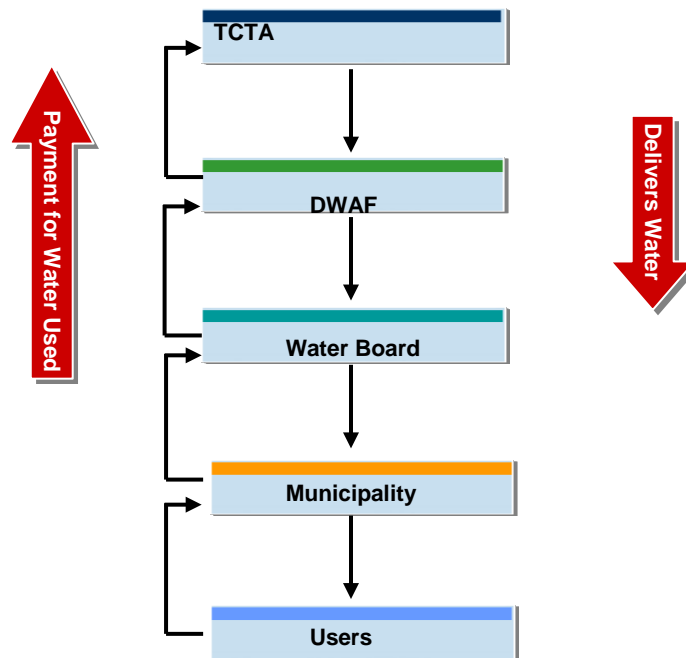 TCTA
Payment for Water Used
Delivers Water
DWAF
Water Board
Municipality
Users